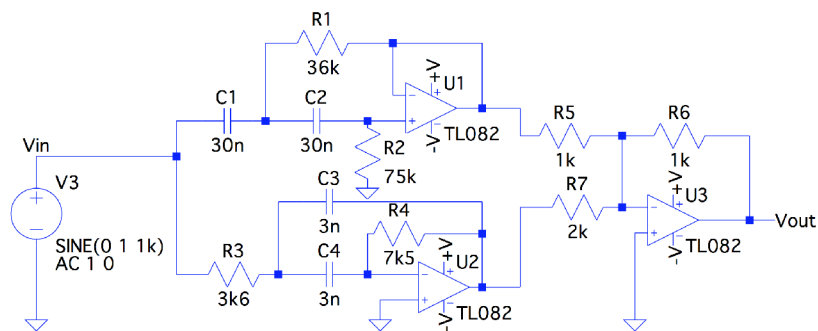 R1
36k
+V
U1
C1
C2
30n
30n
-V
TL082
R2
75k
R5
1k
R6
1k
Vin
V3
SINE(0 1 1k)
AC 1 0
C3
3n
R4
7k5
R3
3k6
C4
3n
+V
U2
-V
TL082
R7
2k
+V
U3
-V
TL082
Vout